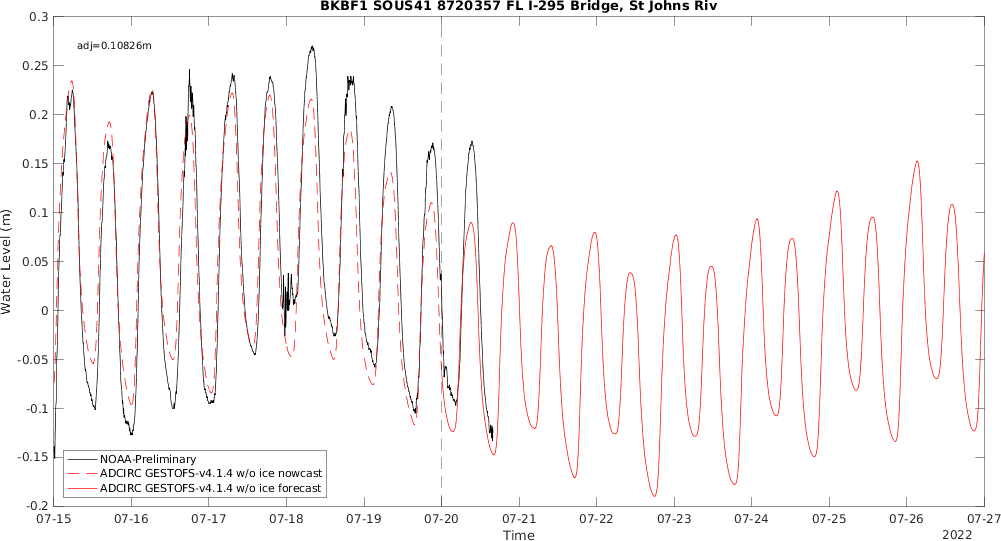 BKBF1 SOUS41 8720357 FL I-295 Bridge, St Johns Riv
adj=0.10826m
0.3
0.25
0.2
0.15
0.1
0.05
0
-0.05
-0.1
-0.15
-0.2
Water Level (m)
NOAA-Preliminary
ADCIRC GESTOFS-v4.1.4 w/o ice nowcast
ADCIRC GESTOFS-v4.1.4 w/o ice forecast
07-15 07-16 07-17 07-18 07-19 07-20 07-21 07-22 07-23 07-24 07-25 07-26 07-27
Time
2022